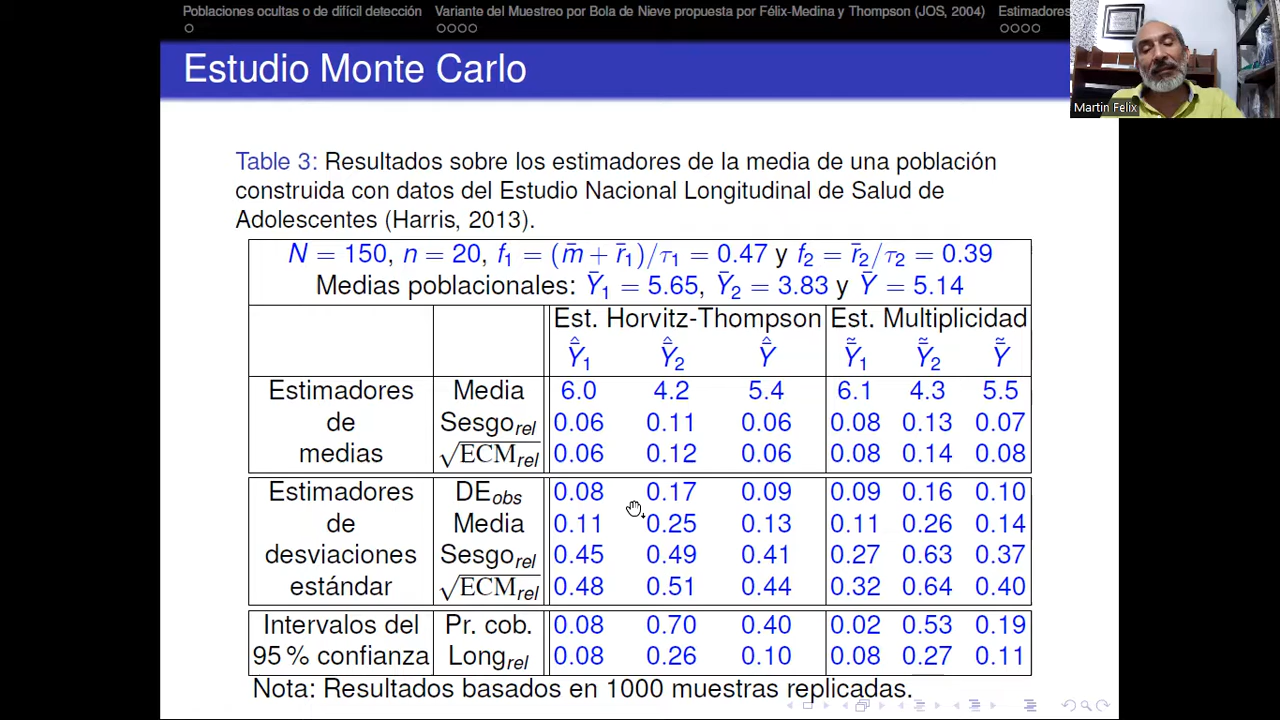 Poblaciones ocultas o de difícil detección Variante del Muestreo por Bola de Nieve propuesta por Félix-Medina y Thompson (JOS, 2004) Estimadores
Estudio Monte Carlo
Martin Felix
Table 3: Resultados sobre los estimadores de la media de una población
construida con datos del Estudio Nacional Longitudinal de Salud de
Adolescentes (Harris, 2013).
N = 150, n = 20, f₁ = (m̄ + r̄₁)/τ₁ = 0.47 y f₂ = r̄₂/τ₂ = 0.39
Medias poblacionales: Ȳ₁ = 5.65, Ȳ₂ = 3.83 y Ȳ = 5.14
Est. Horvitz-Thompson Est. Multiplicidad
Ȳ̂₁ Ȳ̂₂ Ȳ̂ Ȳ̃₁ Ȳ̃₂ Ȳ̃
Estimadores Media 6.0 4.2 5.4 6.1 4.3 5.5
de Sesgo_rel 0.06 0.11 0.06 0.08 0.13 0.07
medias √ECM_rel 0.06 0.12 0.06 0.08 0.14 0.08
Estimadores DE_obs 0.08 0.17 0.09 0.09 0.16 0.10
de Media 0.11 0.25 0.13 0.11 0.26 0.14
desviaciones Sesgo_rel 0.45 0.49 0.41 0.27 0.63 0.37
estándar √ECM_rel 0.48 0.51 0.44 0.32 0.64 0.40
Intervalos del Pr. cob. 0.08 0.70 0.40 0.02 0.53 0.19
95 % confianza Long_rel 0.08 0.26 0.10 0.08 0.27 0.11
Nota: Resultados basados en 1000 muestras replicadas.